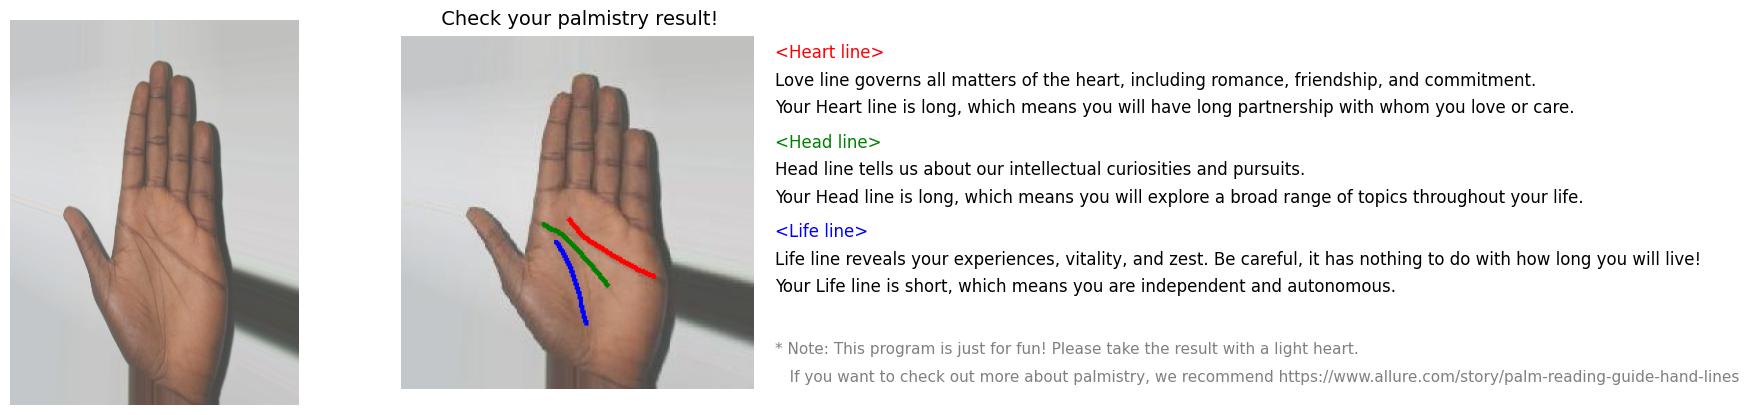 Check your palmistry result!
<Heart line>
Love line governs all matters of the heart, including romance, friendship, and commitment.
Your Heart line is long, which means you will have long partnership with whom you love or care.
<Head line>
Head line tells us about our intellectual curiosities and pursuits.
Your Head line is long, which means you will explore a broad range of topics throughout your life.
<Life line>
Life line reveals your experiences, vitality, and zest. Be careful, it has nothing to do with how long you will live!
Your Life line is short, which means you are independent and autonomous.
* Note: This program is just for fun! Please take the result with a light heart.
If you want to check out more about palmistry, we recommend https://www.allure.com/story/palm-reading-guide-hand-lines